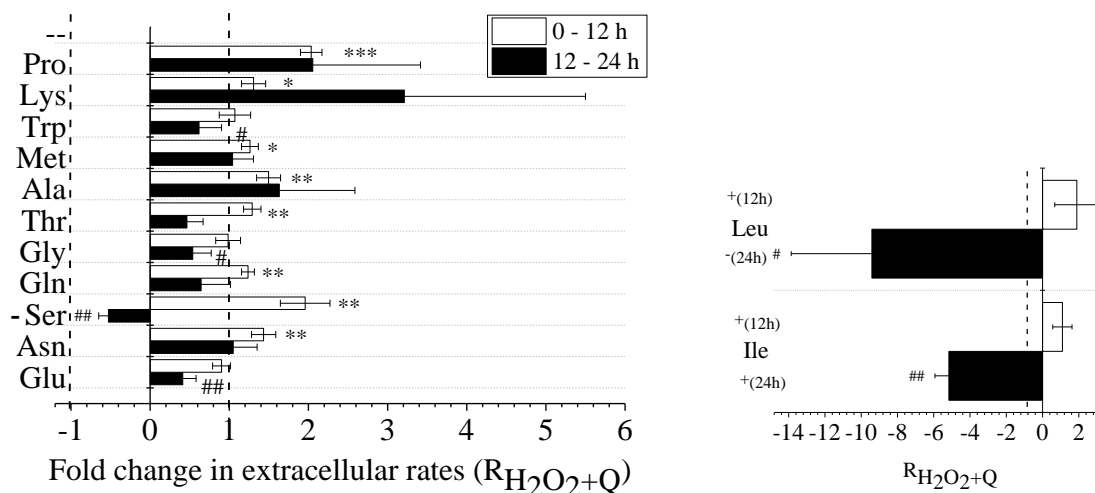 --
0 - 12 h
12 - 24 h
Pro ***
Lys *
Trp #
Met *
Ala **
Thr **
Gly #
Gln **
- Ser ## **
Asn **
Glu ##
-1 0 1 2 3 4 5 6
Fold change in extracellular rates (R_H2O2+Q)
+(12h)
Leu
-(24h) #
+(12h)
Ile
+(24h) ##
-14 -12 -10 -8 -6 -4 -2 0 2
R_H2O2+Q